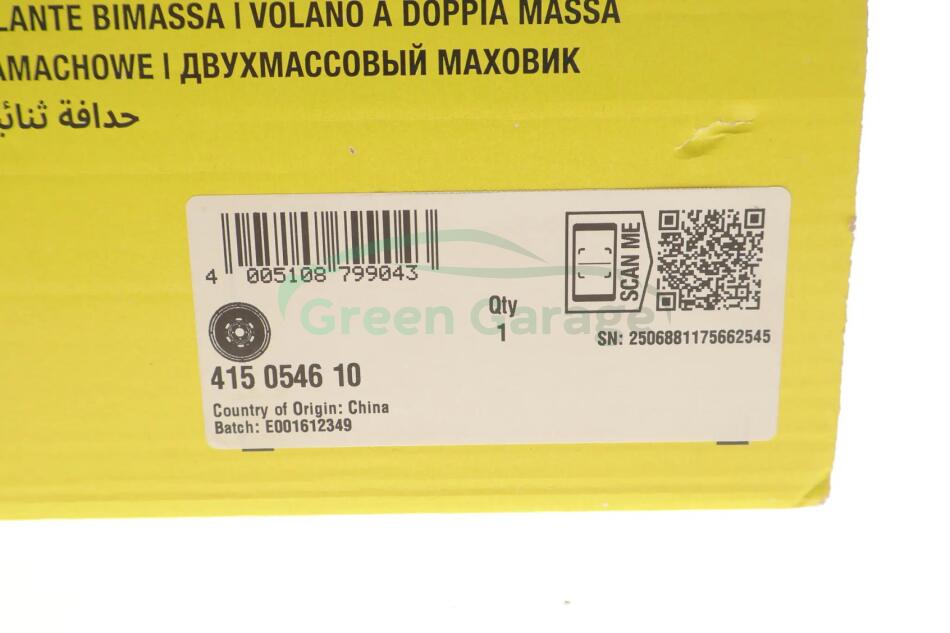 LANTE BIMASSA | VOLANO A DOPPIA MASSA
AMACHOWE | ДВУХМАССОВЫЙ МАХОВИК
حدافة ثنائي
4 005108 799043
SCAN ME
Qty
1
Green Garage
SN: 2506881175662545
415 0546 10
Country of Origin: China
Batch: E001612349